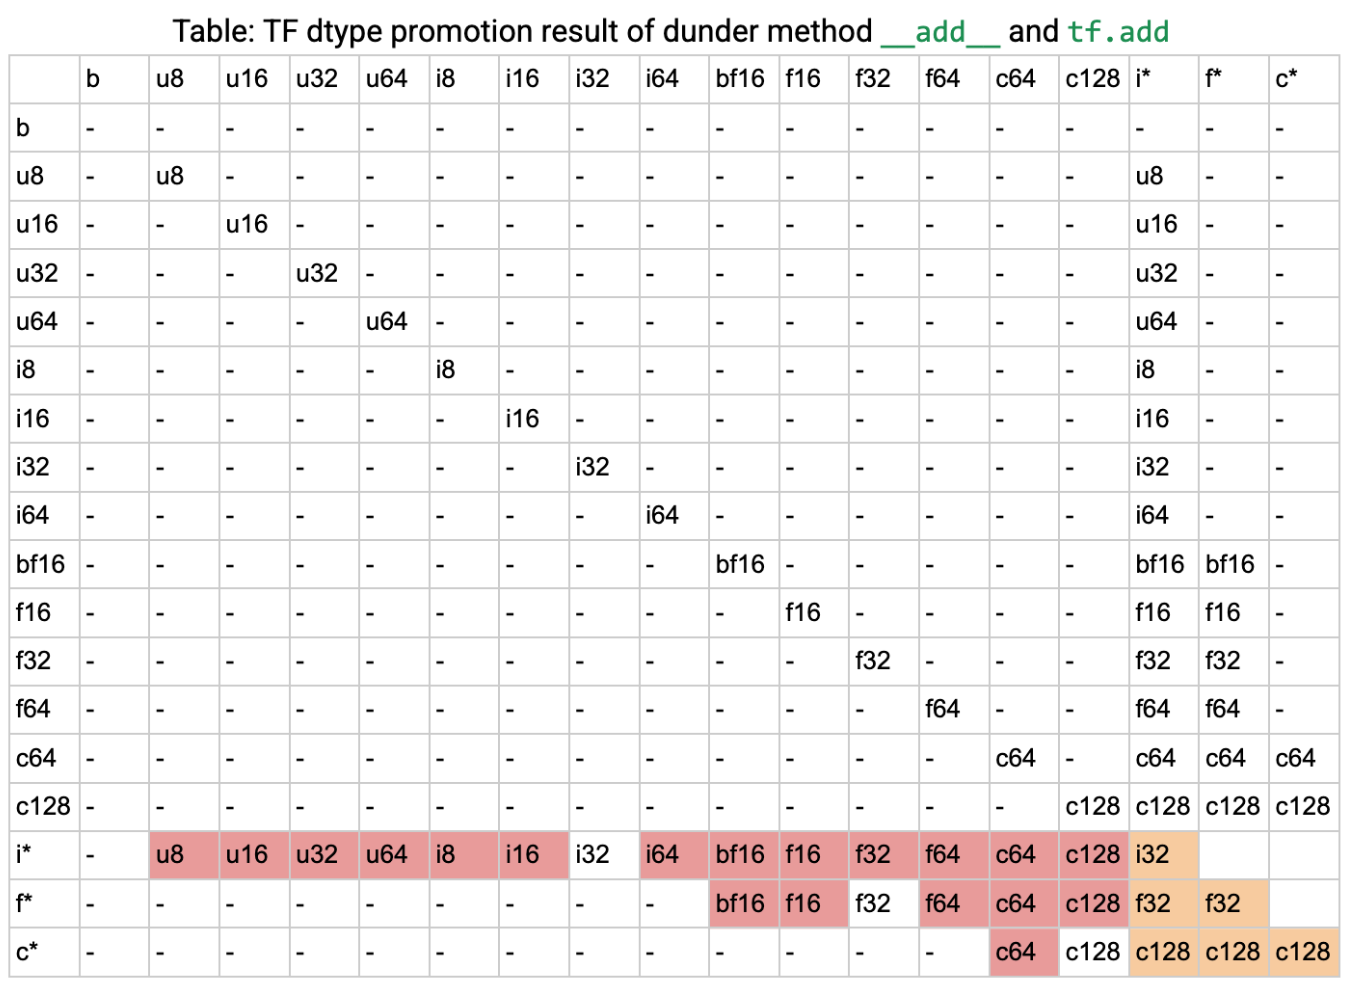 Table: TF dtype promotion result of dunder method __add__ and tf.add
b u8 u16 u32 u64 i8 i16 i32 i64 bf16 f16 f32 f64 c64 c128 i* f* c*
b - - - - - - - - - - - - - - - - - -
u8 - u8 - - - - - - - - - - - - - u8 - -
u16 - - u16 - - - - - - - - - - - - u16 - -
u32 - - - u32 - - - - - - - - - - - u32 - -
u64 - - - - u64 - - - - - - - - - - u64 - -
i8 - - - - - i8 - - - - - - - - - i8 - -
i16 - - - - - - i16 - - - - - - - - i16 - -
i32 - - - - - - - i32 - - - - - - - i32 - -
i64 - - - - - - - - i64 - - - - - - i64 - -
bf16 - - - - - - - - - bf16 - - - - - bf16 bf16 -
f16 - - - - - - - - - - f16 - - - - f16 f16 -
f32 - - - - - - - - - - - f32 - - - f32 f32 -
f64 - - - - - - - - - - - - f64 - - f64 f64 -
c64 - - - - - - - - - - - - - c64 - c64 c64 c64
c128 - - - - - - - - - - - - - - c128 c128 c128 c128
i* - u8 u16 u32 u64 i8 i16 i32 i64 bf16 f16 f32 f64 c64 c128 i32
f* - - - - - - - - - bf16 f16 f32 f64 c64 c128 f32 f32
c* - - - - - - - - - - - - - c64 c128 c128 c128 c128